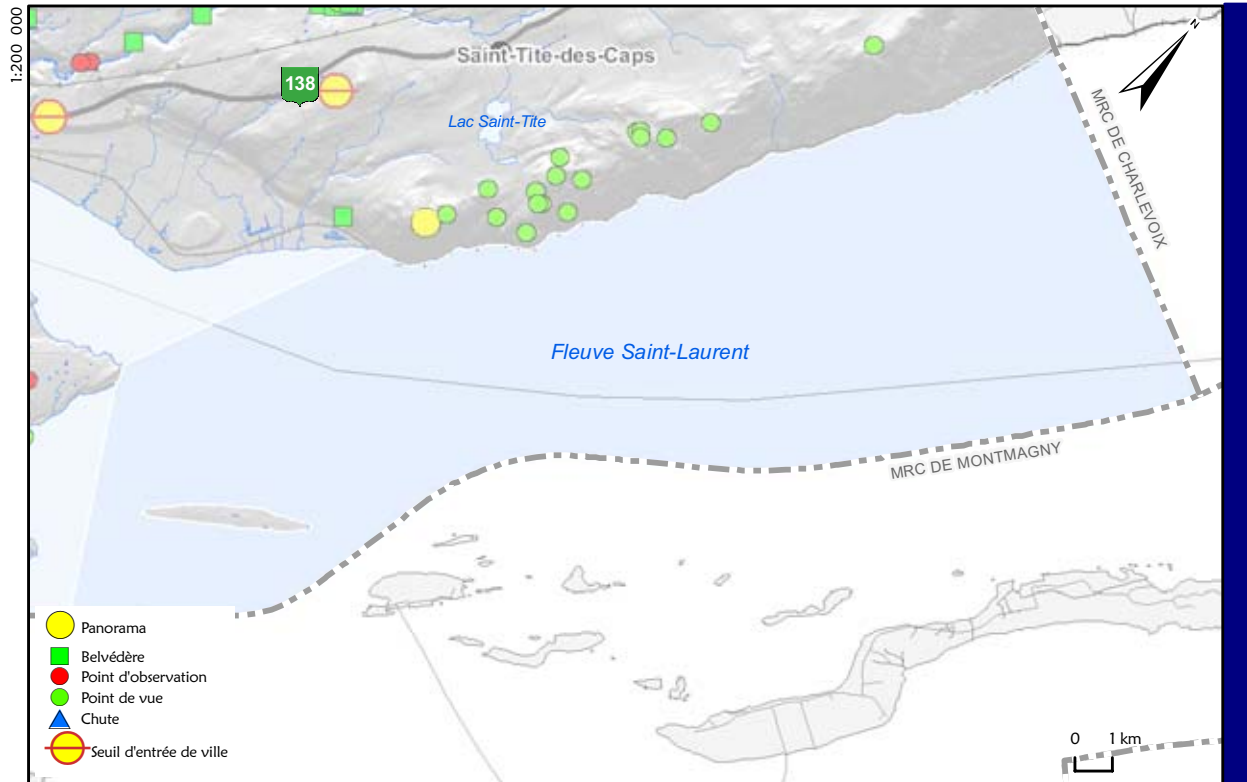 1:200 000
Saint-Tite-des-Caps
N
138
Lac Saint-Tite
MRC DE CHARLEVOIX
Fleuve Saint-Laurent
MRC DE MONTMAGNY
Panorama
Belvédère
Point d'observation
Point de vue
Chute
Seuil d'entrée de ville
0 1 km